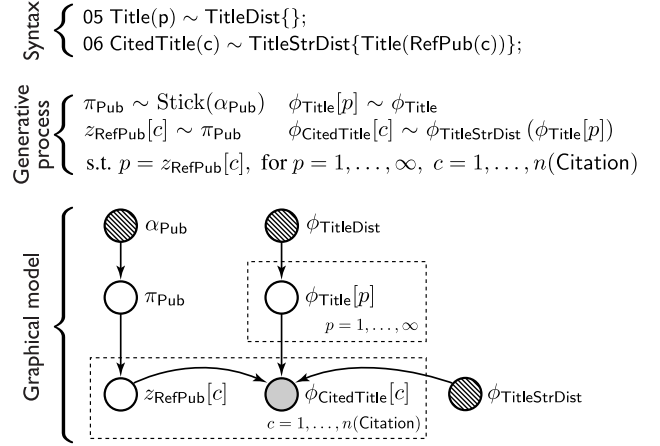 Syntax
05 Title(p) ∼ TitleDist{};
06 CitedTitle(c) ∼ TitleStrDist{Title(RefPub(c))};
Generative process
π_Pub ∼ Stick(α_Pub) ϕ_Title[p] ∼ ϕ_Title
z_RefPub[c] ∼ π_Pub ϕ_CitedTitle[c] ∼ ϕ_TitleStrDist (ϕ_Title[p])
s.t. p = z_RefPub[c], for p = 1, . . . , ∞, c = 1, . . . , n(Citation)
Graphical model
α_Pub ϕ_TitleDist
π_Pub ϕ_Title[p]
p = 1, . . . , ∞
z_RefPub[c] ϕ_CitedTitle[c] ϕ_TitleStrDist
c = 1, . . . , n(Citation)